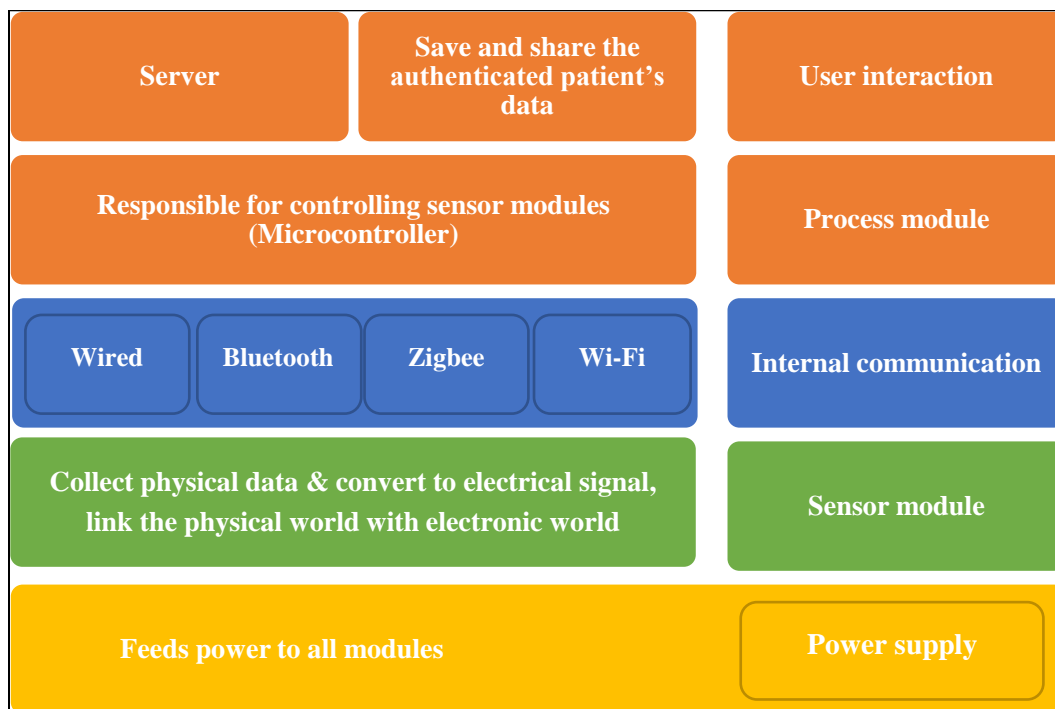 Server
Save and share the
authenticated patient’s
data
User interaction
Responsible for controlling sensor modules
(Microcontroller)
Process module
Wired
Bluetooth
Zigbee
Wi-Fi
Internal communication
Collect physical data & convert to electrical signal,
link the physical world with electronic world
Sensor module
Feeds power to all modules
Power supply